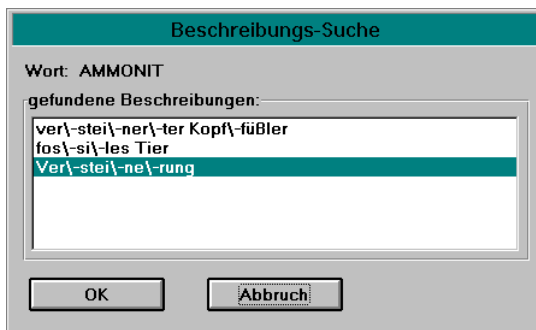 Beschreibungs-Suche
Wort: AMMONIT
gefundene Beschreibungen:
ver\-stei\-ner\-ter Kopf\-füßler
fos\-si\-les Tier
Ver\-stei\-ne\-rung
OK Abbruch